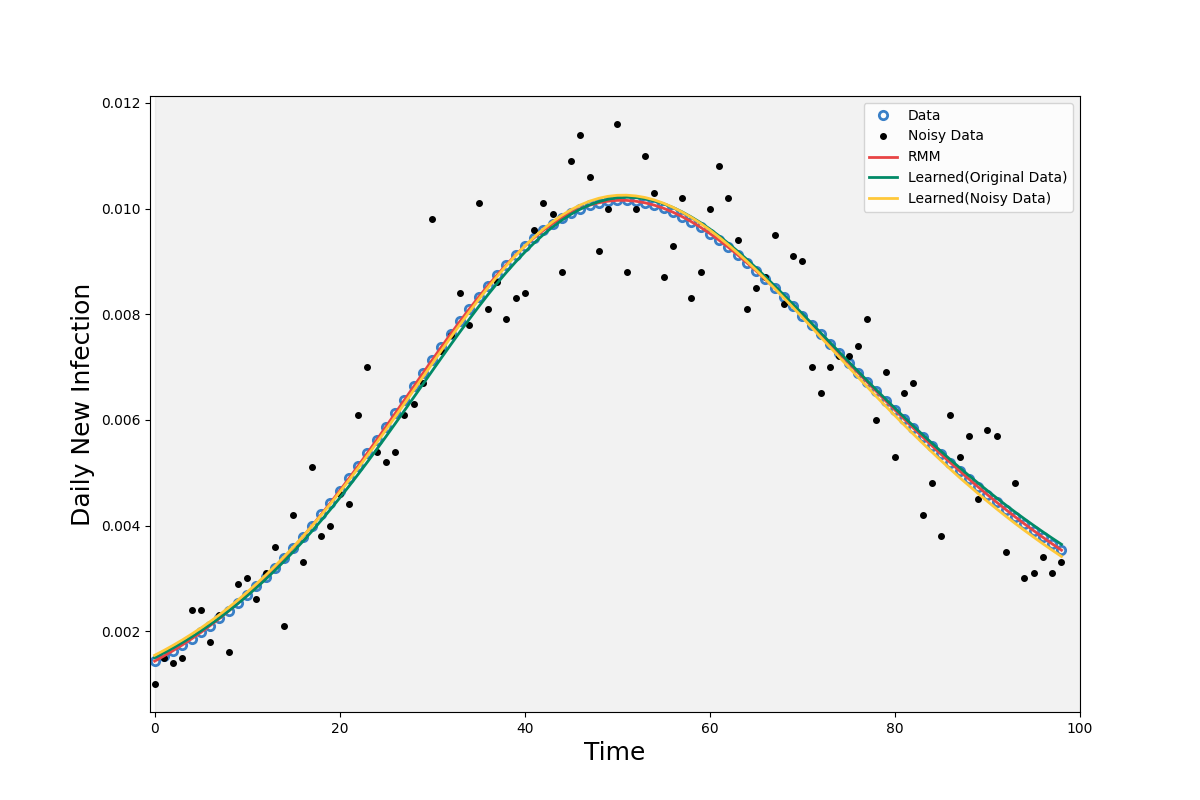 Daily New Infection
0.012
0.010
0.008
0.006
0.004
0.002
0
20
40
60
80
100
Time
Data
Noisy Data
RMM
Learned(Original Data)
Learned(Noisy Data)